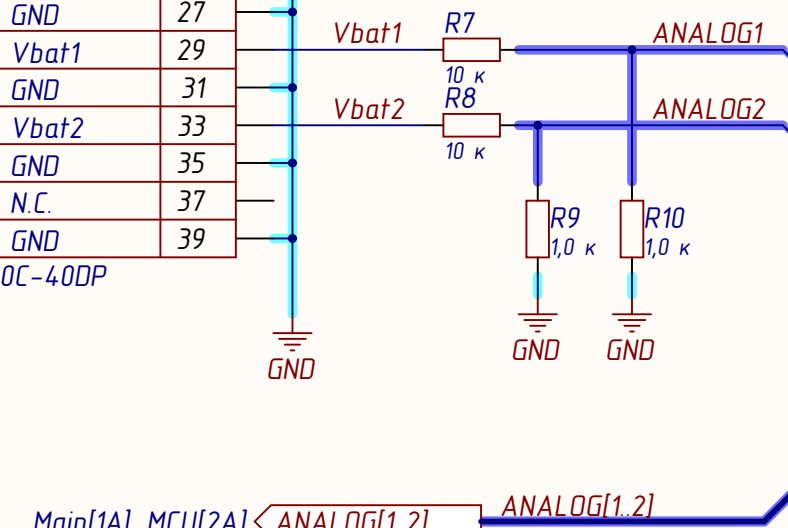 GND 27
Vbat1 29 Vbat1 R7 10 к ANALOG1
GND 31
Vbat2 33 Vbat2 R8 10 к ANALOG2
GND 35
N.C. 37
GND 39
R9 1,0 к
R10 1,0 к
0C-40DP
GND
GND
GND
Main[1A], MCU[2A] ANALOG[1..2] ANALOG[1..2]